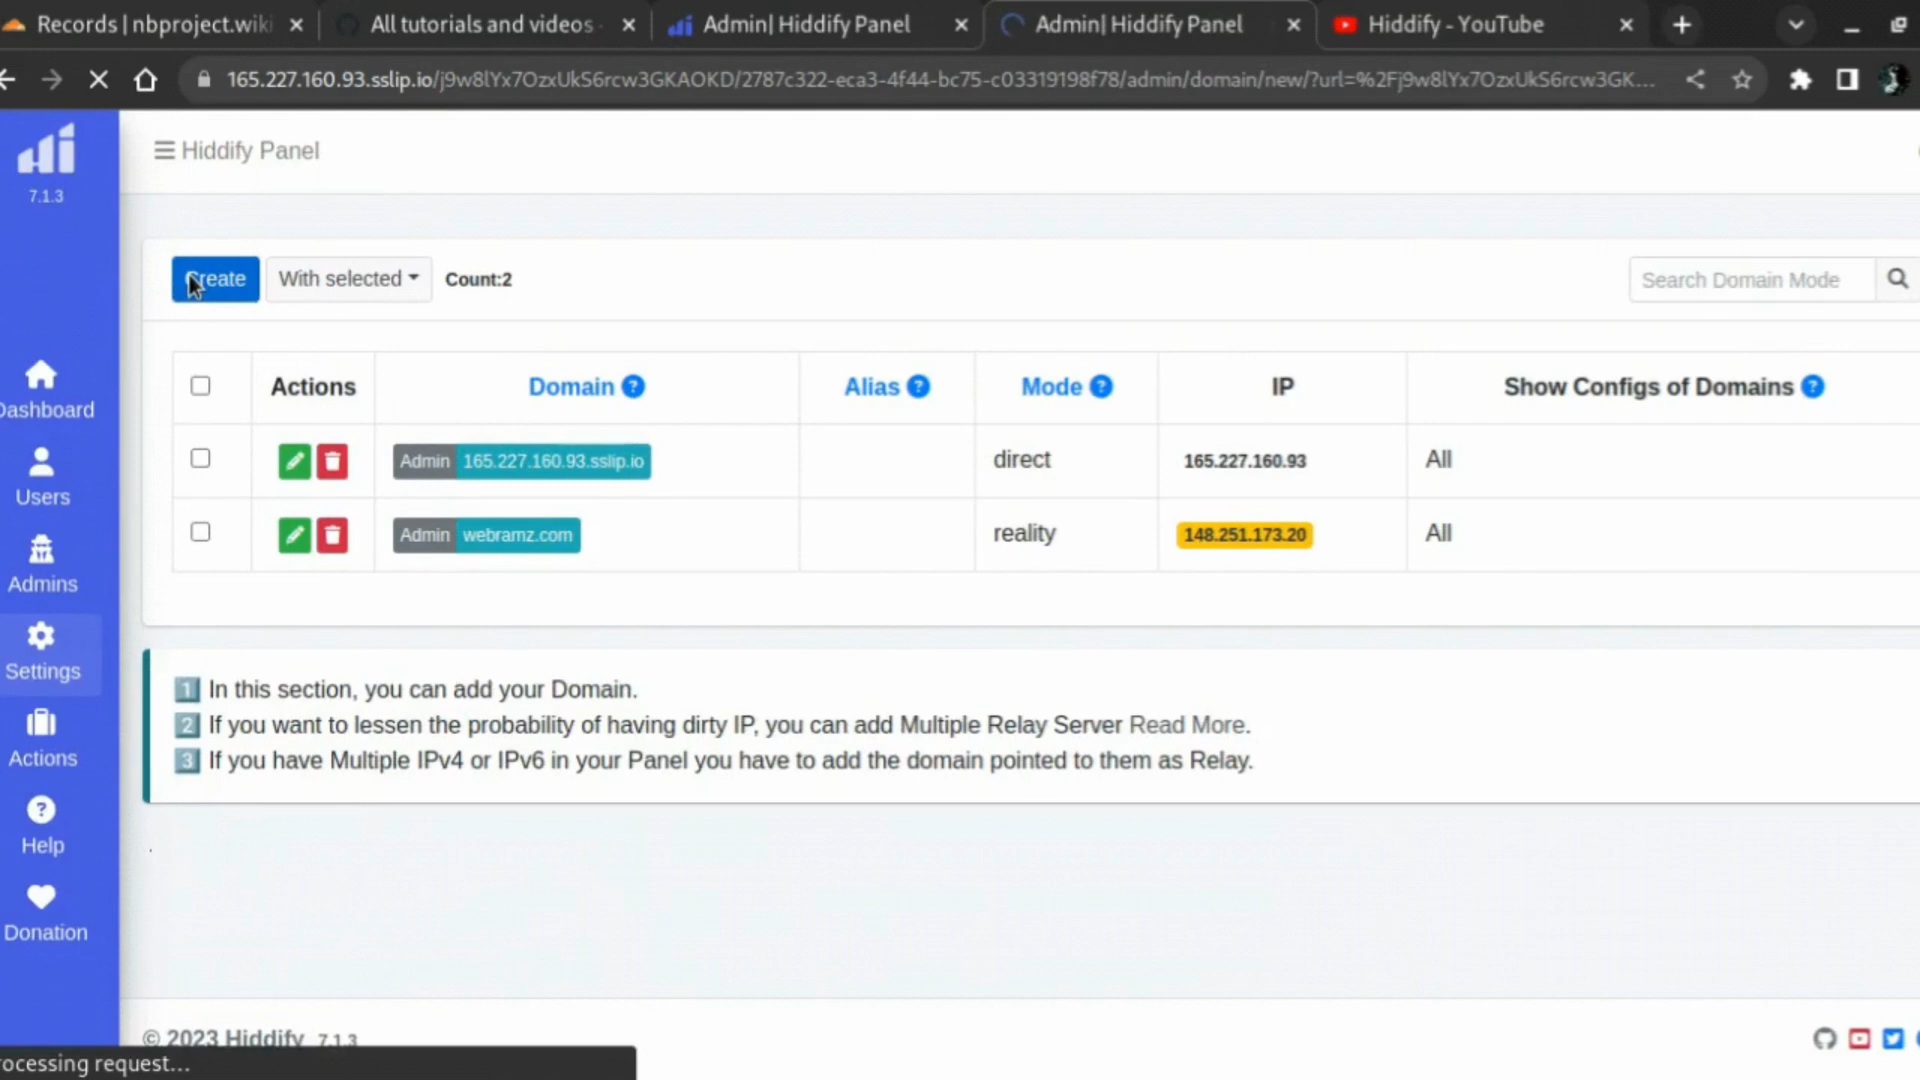 Records | nbproject.wiki
All tutorials and videos
Admin| Hiddify Panel
Admin| Hiddify Panel
Hiddify - YouTube
165.227.160.93.sslip.io/j9w8lYx7OzxUkS6rcw3GKAOKD/2787c322-eca3-4f44-bc75-c03319198f78/admin/domain/new/?url=%2Fj9w8lYx7OzxUkS6rcw3GK...
7.1.3
Hiddify Panel
Create
With selected
Count:2
Search Domain Mode
Actions
Domain ?
Alias ?
Mode ?
IP
Show Configs of Domains ?
Admin 165.227.160.93.sslip.io
direct
165.227.160.93
All
Admin webramz.com
reality
148.251.173.20
All
Dashboard
Users
Admins
Settings
Actions
Help
Donation
1 In this section, you can add your Domain.
2 If you want to lessen the probability of having dirty IP, you can add Multiple Relay Server Read More.
3 If you have Multiple IPv4 or IPv6 in your Panel you have to add the domain pointed to them as Relay.
.
© 2023 Hiddify 7.1.3
rocessing request...